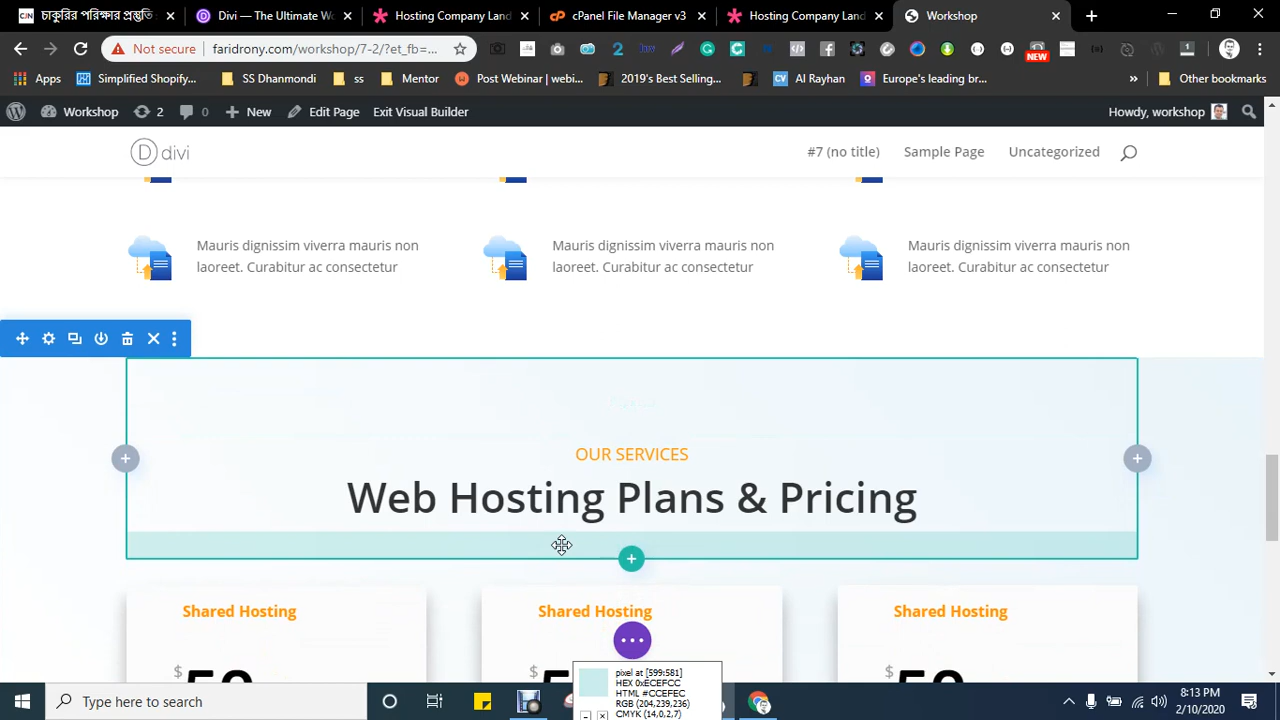 চাকুরির পরিক্ষার প্রস্তুতি
Divi — The Ultimate W
Hosting Company Land
cPanel File Manager v3
Hosting Company Land
Workshop
Not secure
faridrony.com/workshop/7-2/?et_fb=...
NEW
Apps
Simplified Shopify...
SS Dhanmondi
ss
Mentor
Post Webinar | webi...
2019's Best Selling...
CV
Al Rayhan
Europe's leading br...
Other bookmarks
Workshop
2
0
New
Edit Page
Exit Visual Builder
Howdy, workshop
divi
#7 (no title)
Sample Page
Uncategorized
Mauris dignissim viverra mauris non
laoreet. Curabitur ac consectetur
Mauris dignissim viverra mauris non
laoreet. Curabitur ac consectetur
Mauris dignissim viverra mauris non
laoreet. Curabitur ac consectetur
OUR SERVICES
Web Hosting Plans & Pricing
Shared Hosting
Shared Hosting
Shared Hosting
$
$
pixel at [599:581]
HEX 0xECEFCC
HTML #CCEFEC
RGB (204,239,236)
CMYK (14,0,2,7)
Type here to search
8:13 PM
2/10/2020